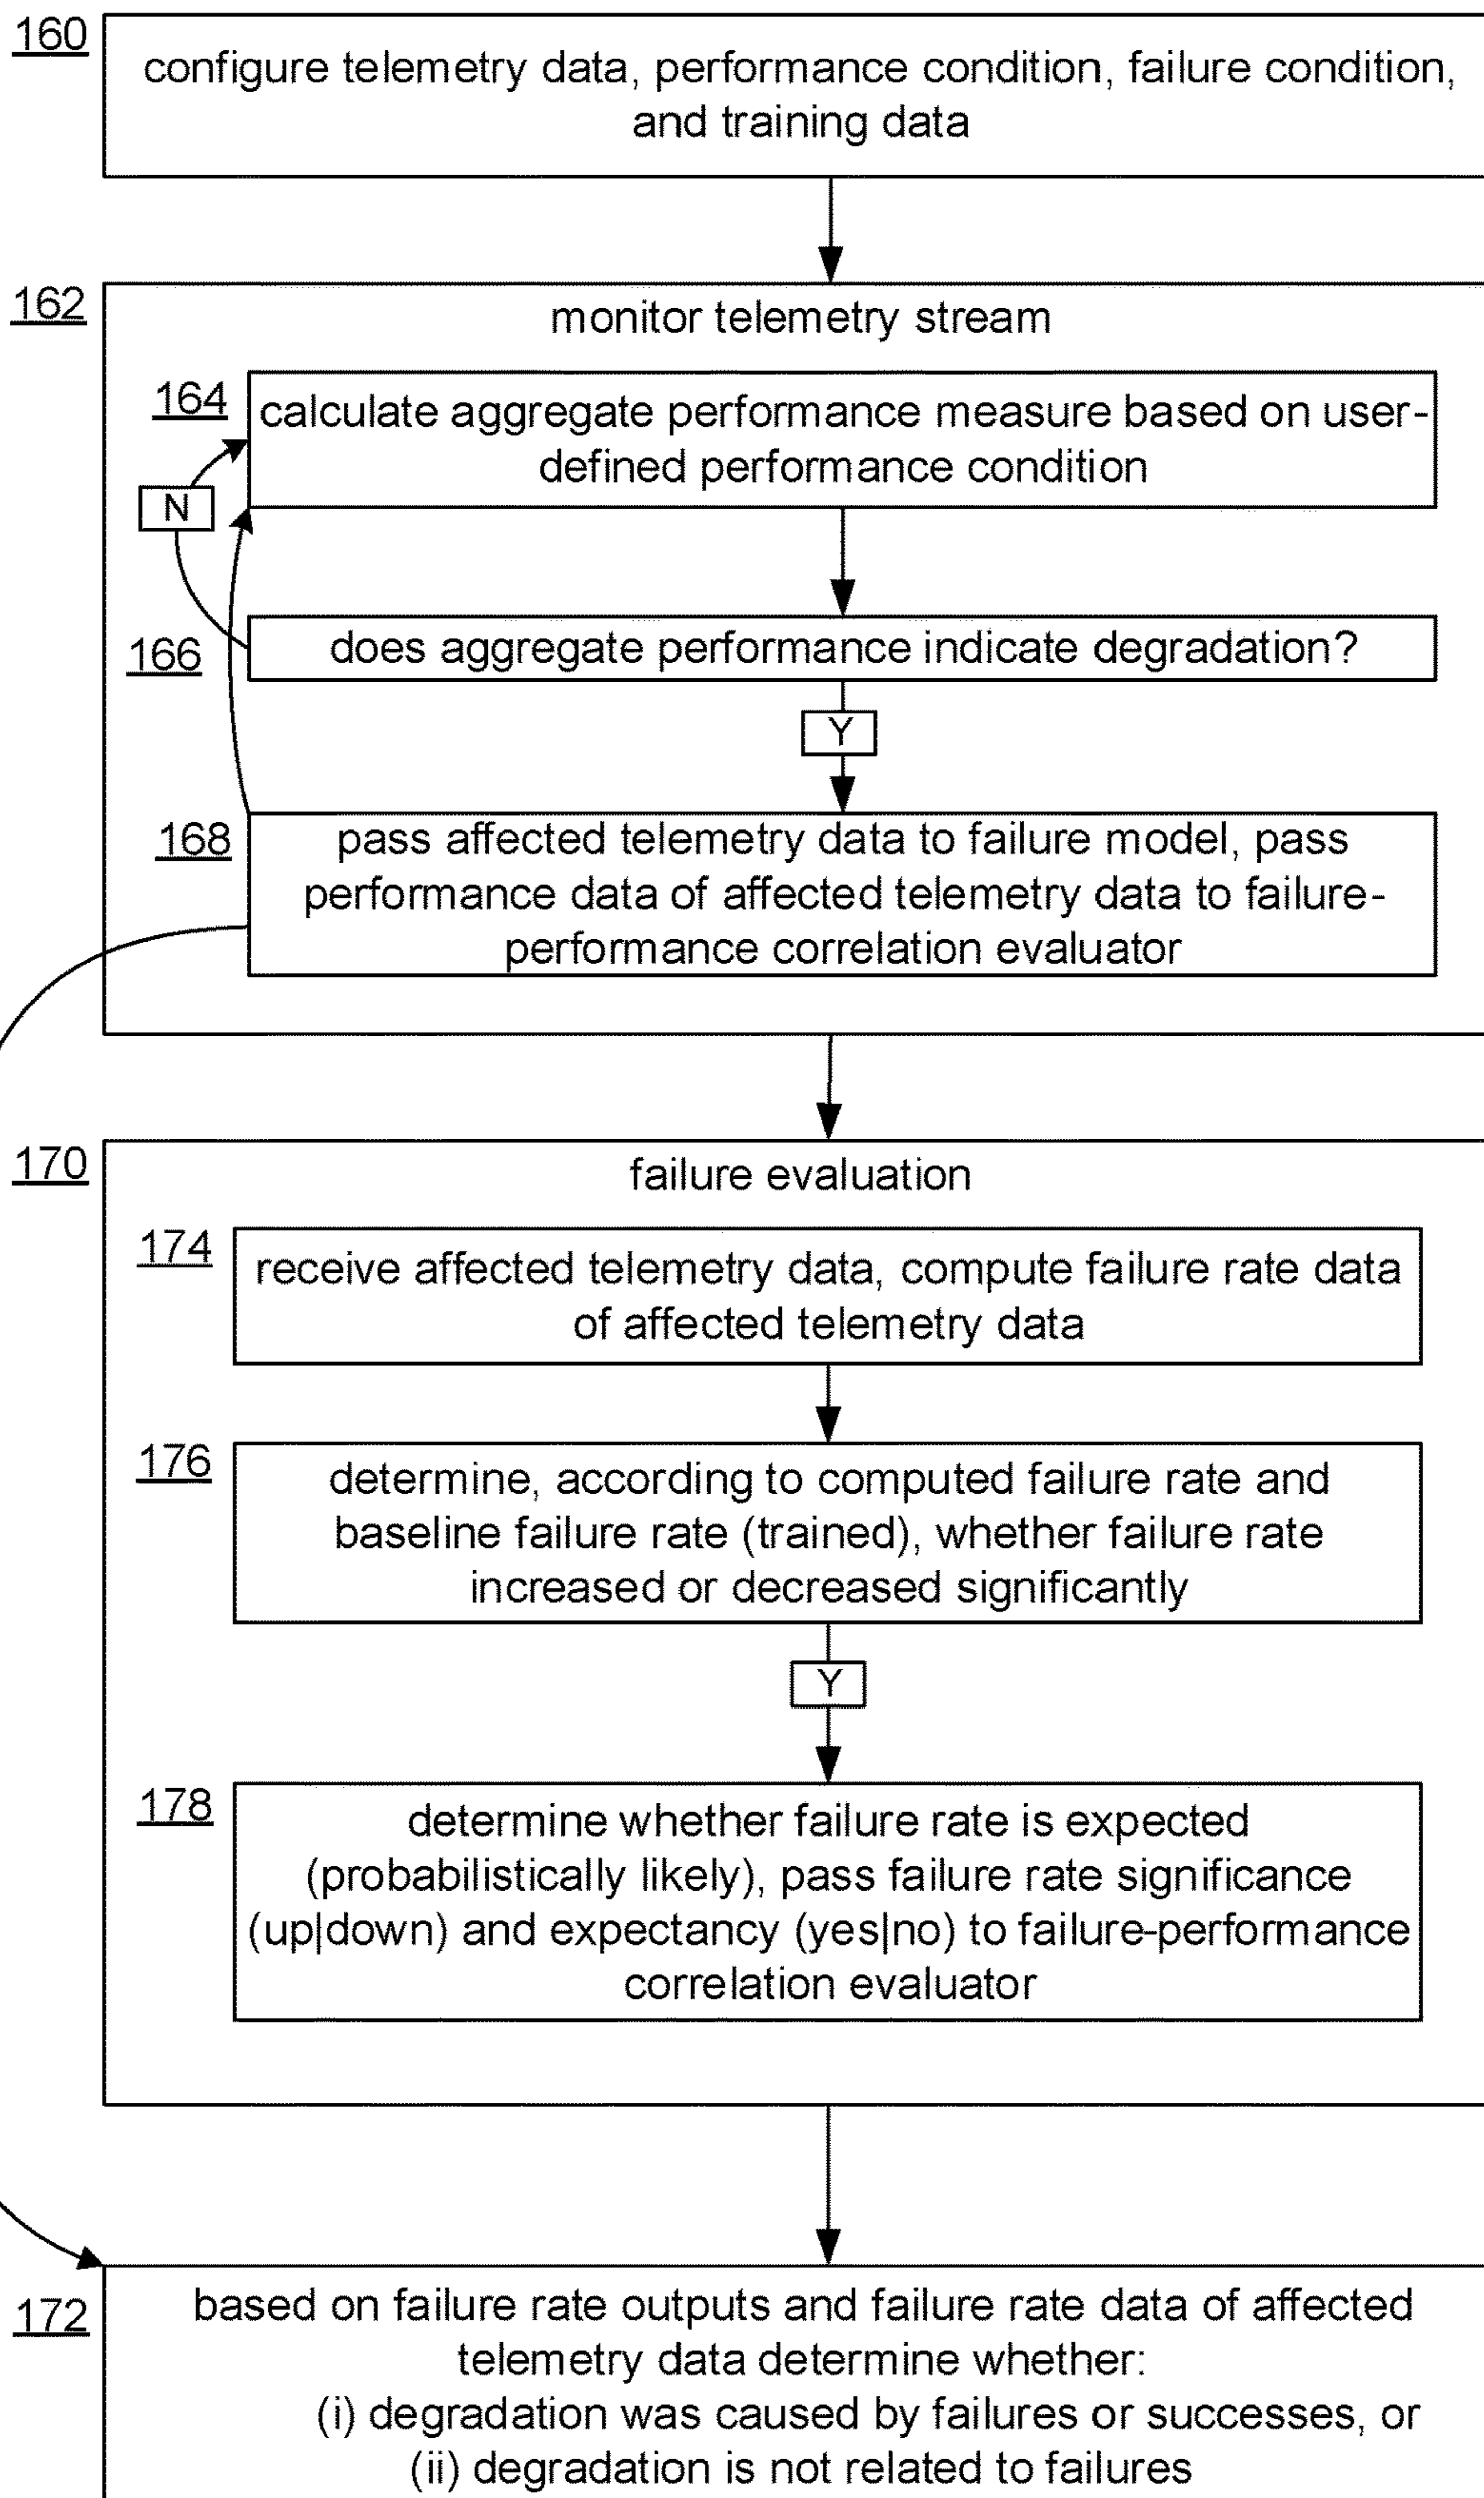 160
configure telemetry data, performance condition, failure condition,
and training data
162
monitor telemetry stream
164
calculate aggregate performance measure based on user-
defined performance condition
N
166
does aggregate performance indicate degradation?
Y
168
pass affected telemetry data to failure model, pass
performance data of affected telemetry data to failure-
performance correlation evaluator
170
failure evaluation
174
receive affected telemetry data, compute failure rate data
of affected telemetry data
176
determine, according to computed failure rate and
baseline failure rate (trained), whether failure rate
increased or decreased significantly
Y
178
determine whether failure rate is expected
(probabilistically likely), pass failure rate significance
(up|down) and expectancy (yes|no) to failure-performance
correlation evaluator
172
based on failure rate outputs and failure rate data of affected
telemetry data determine whether:
(i) degradation was caused by failures or successes, or
(ii) degradation is not related to failures